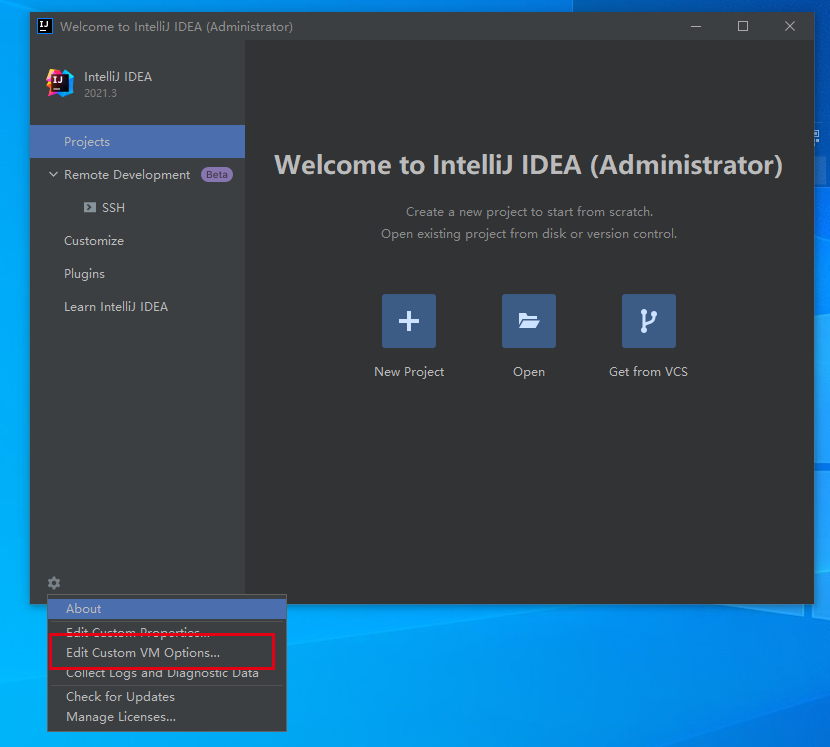 Welcome to IntelliJ IDEA (Administrator)
IntelliJ IDEA
2021.3
Projects
Remote Development Beta
SSH
Customize
Plugins
Learn IntelliJ IDEA
Welcome to IntelliJ IDEA (Administrator)
Create a new project to start from scratch.
Open existing project from disk or version control.
New Project
Open
Get from VCS
About
Edit Custom Properties...
Edit Custom VM Options...
Collect Logs and Diagnostic Data
Check for Updates
Manage Licenses...